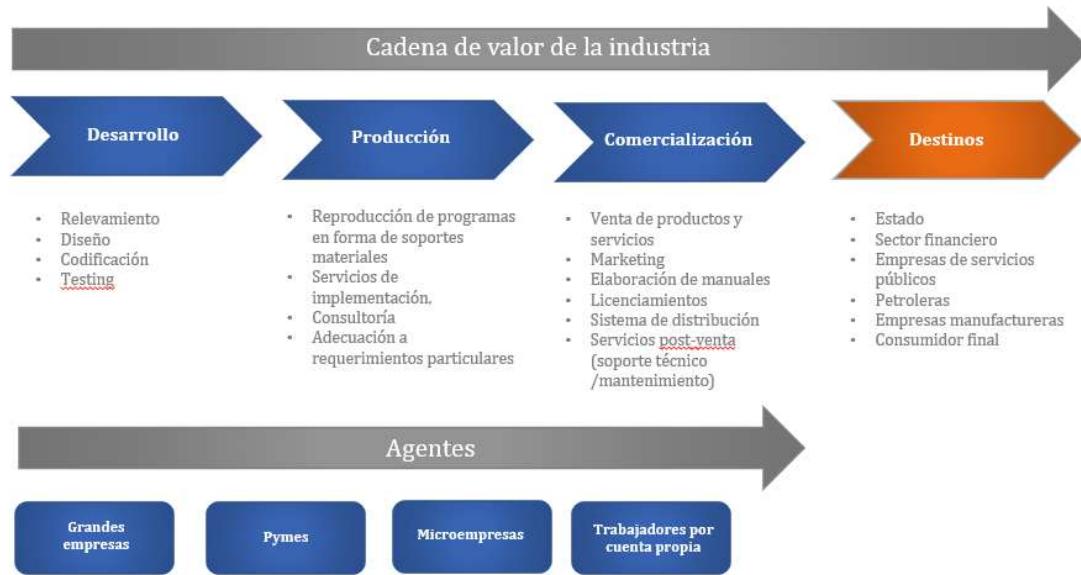 Cadena de valor de la industria
Desarrollo
Producción
Comercialización
Destinos
• Relevamiento
• Diseño
• Codificación
• Testing
• Reproducción de programas
en forma de soportes
materiales
• Servicios de
implementación,
• Consultoría
• Adecuación a
requerimientos particulares
• Venta de productos y
servicios
• Marketing
• Elaboración de manuales
• Licenciamientos
• Sistema de distribución
• Servicios post-venta
(soporte técnico
/mantenimiento)
• Estado
• Sector financiero
• Empresas de servicios
públicos
• Petroleras
• Empresas manufactureras
• Consumidor final
Agentes
Grandes
empresas
Pymes
Microempresas
Trabajadores por
cuenta propia